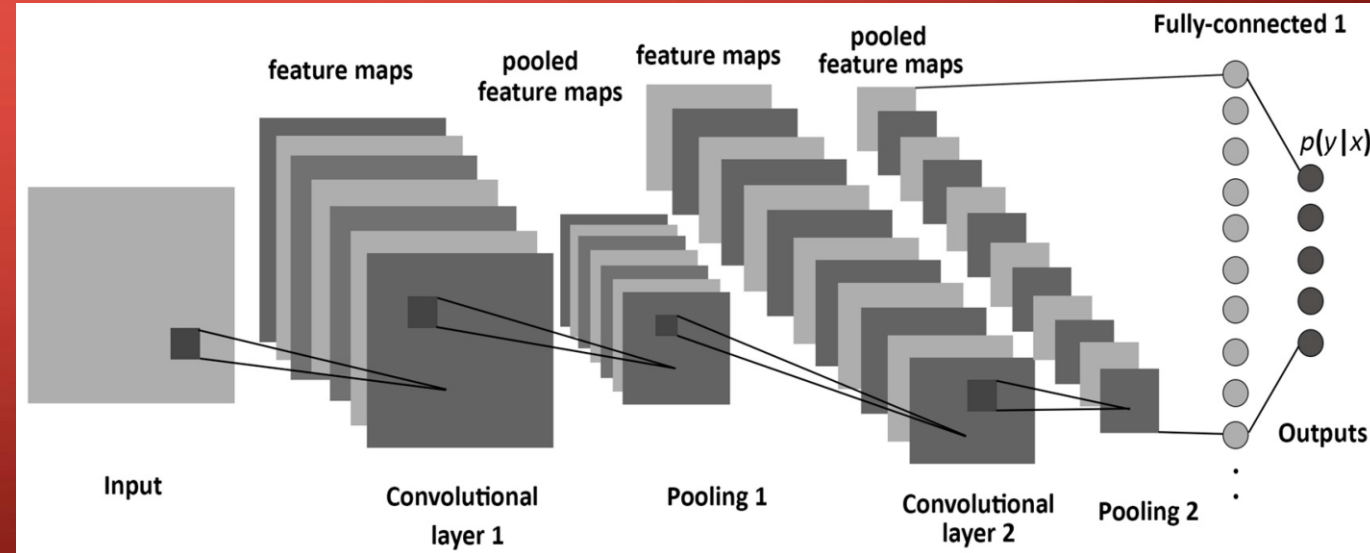 feature maps
pooled
feature maps
feature maps
pooled
feature maps
Fully-connected 1
p(y|x)
Input
Convolutional
layer 1
Pooling 1
Convolutional
layer 2
Pooling 2
Outputs